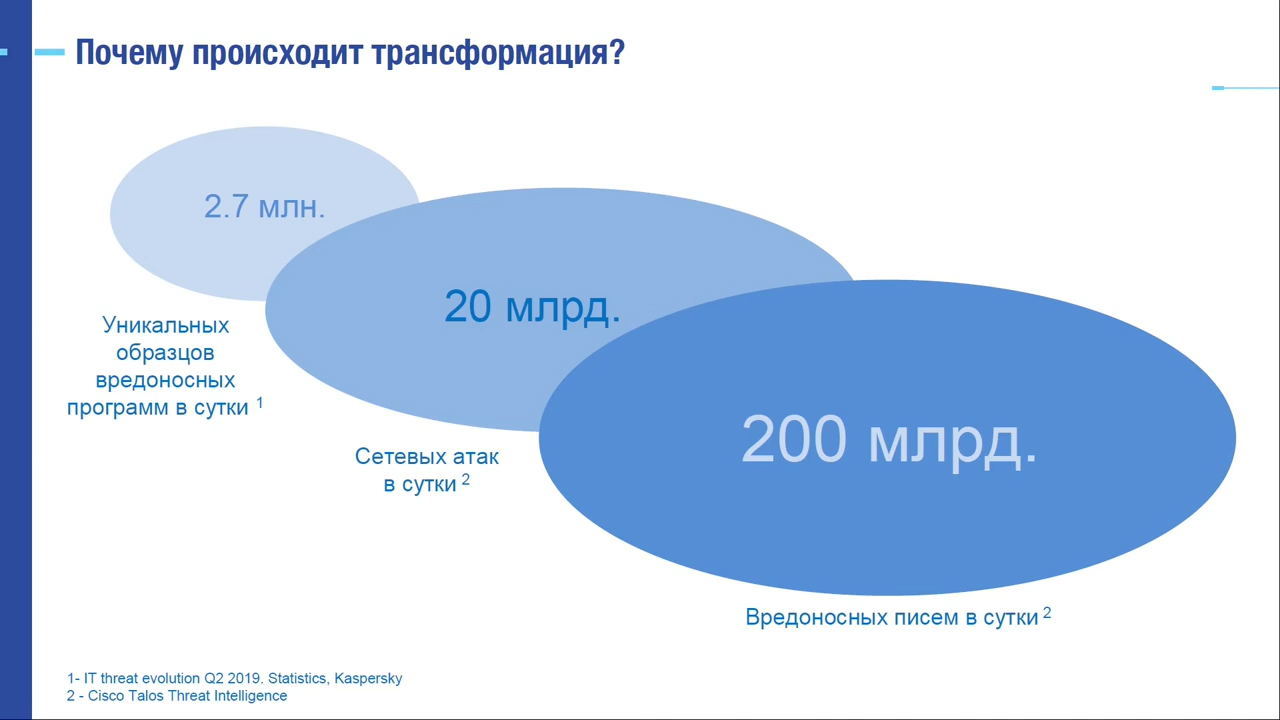 Почему происходит трансформация?
2.7 млн.
20 млрд.
200 млрд.
Уникальных
образцов
вредоносных
программ в сутки 1
Сетевых атак
в сутки 2
Вредоносных писем в сутки 2
1- IT threat evolution Q2 2019. Statistics, Kaspersky
2 - Cisco Talos Threat Intelligence